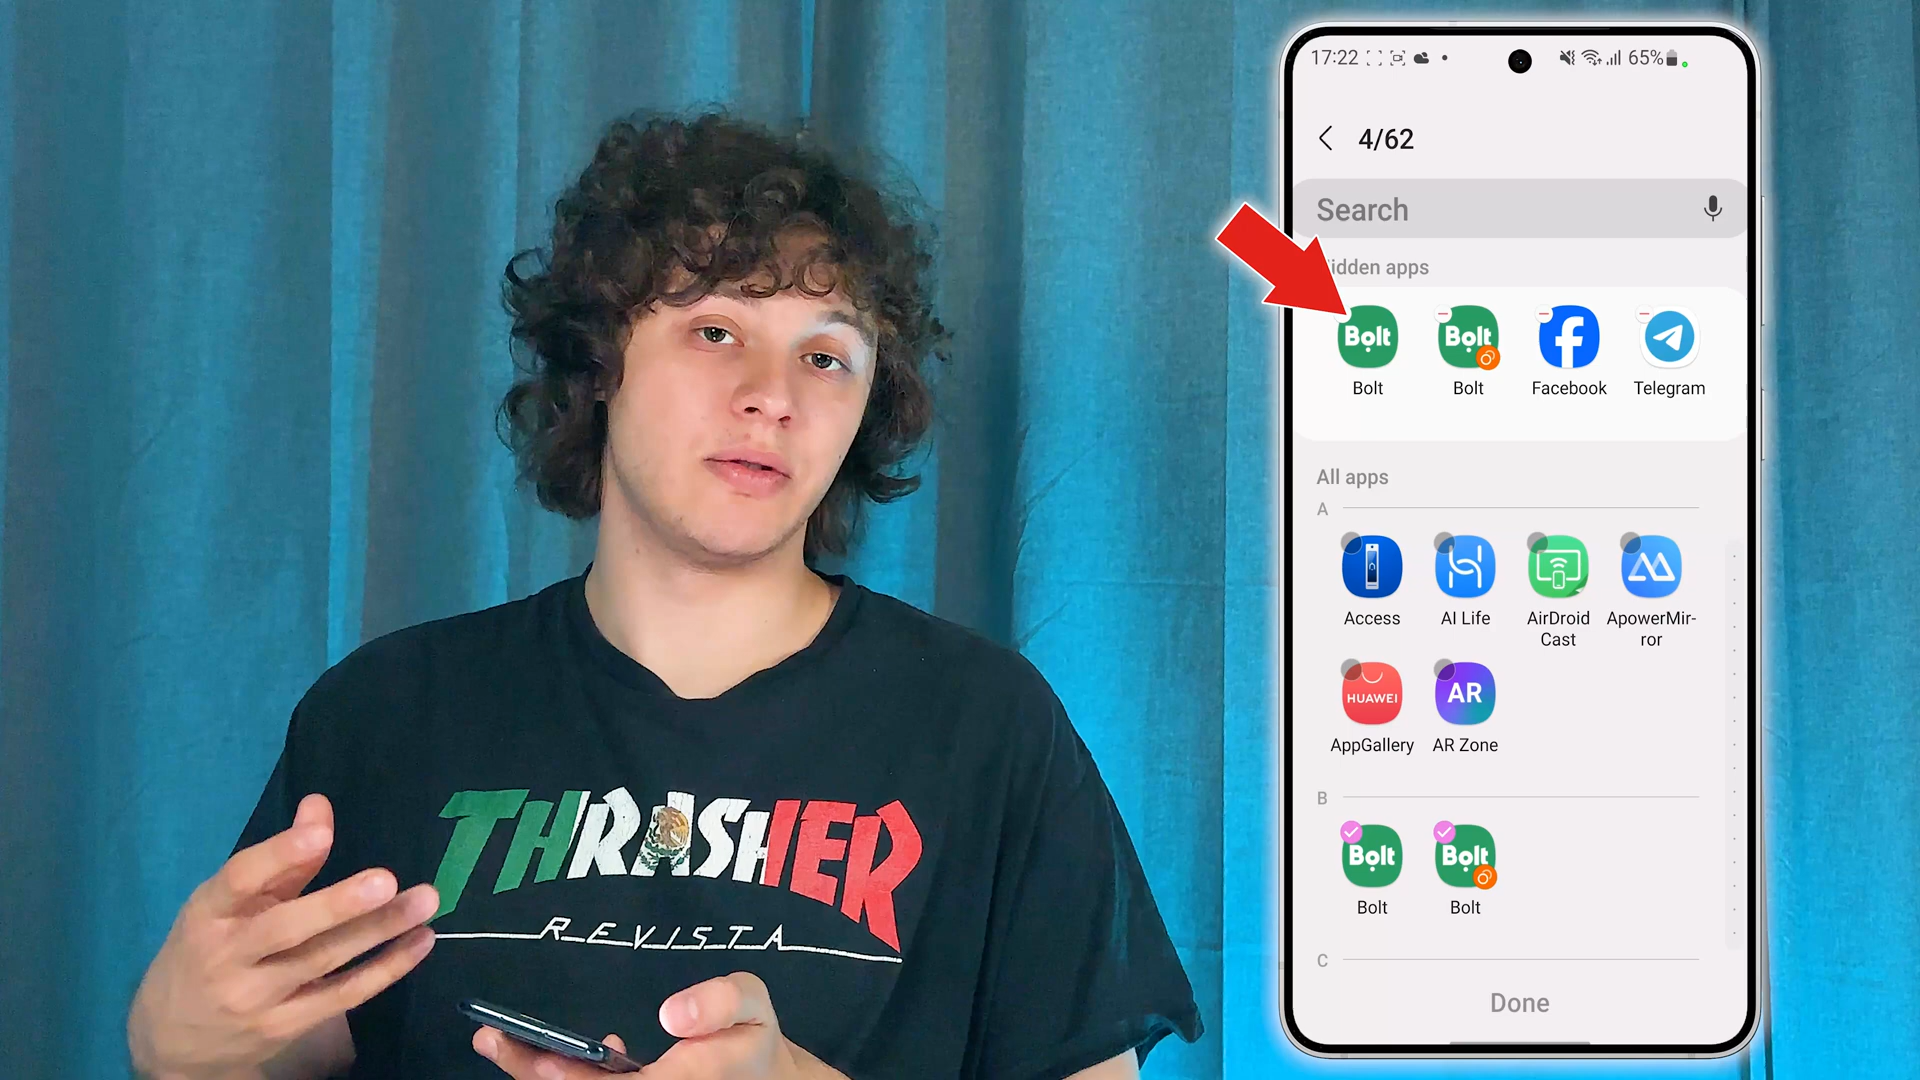 THRASHER
REVISTA
17:22
65%
4/62
Search
idden apps
Bolt
Bolt
Bolt
Bolt
Facebook
Telegram
All apps
A
Access
AI Life
AirDroid
Cast
ApowerMir-
ror
HUAWEI
AR
AppGallery
AR Zone
B
Bolt
Bolt
Bolt
Bolt
C
Done